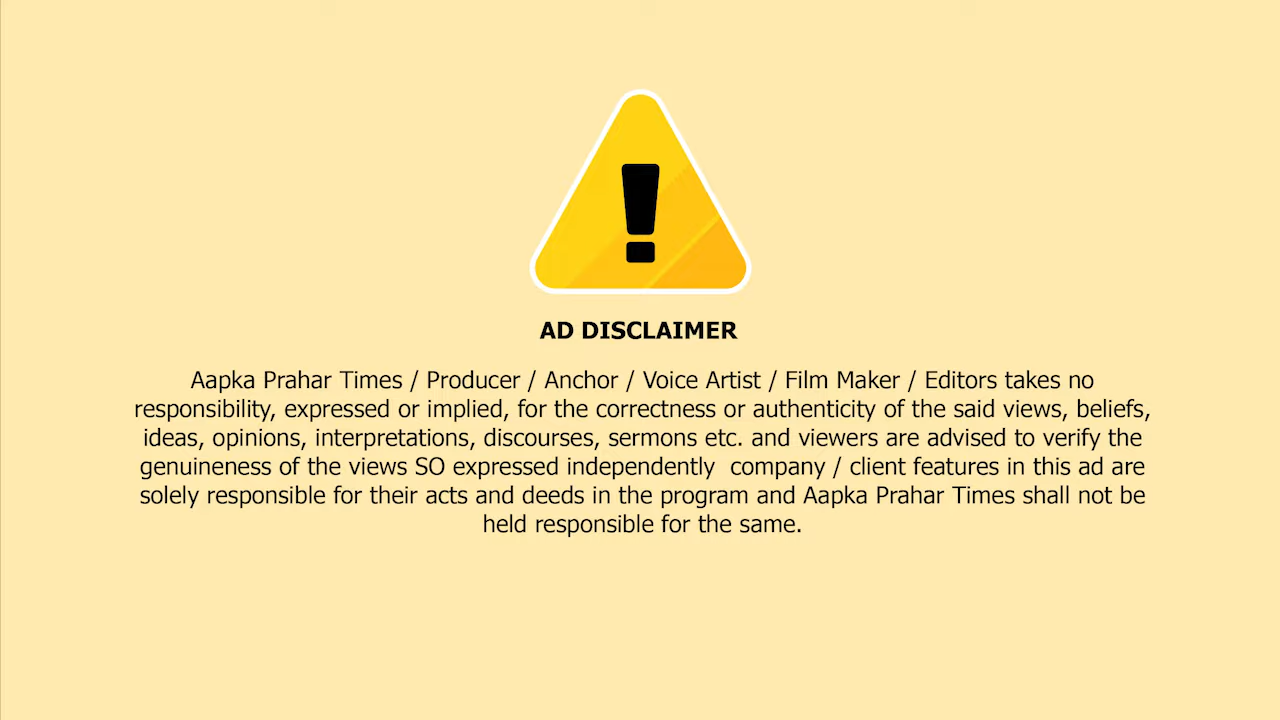 AD DISCLAIMER
Aapka Prahar Times / Producer / Anchor / Voice Artist / Film Maker / Editors takes no
responsibility, expressed or implied, for the correctness or authenticity of the said views, beliefs,
ideas, opinions, interpretations, discourses, sermons etc. and viewers are advised to verify the
genuineness of the views SO expressed independently  company / client features in this ad are
solely responsible for their acts and deeds in the program and Aapka Prahar Times shall not be
held responsible for the same.